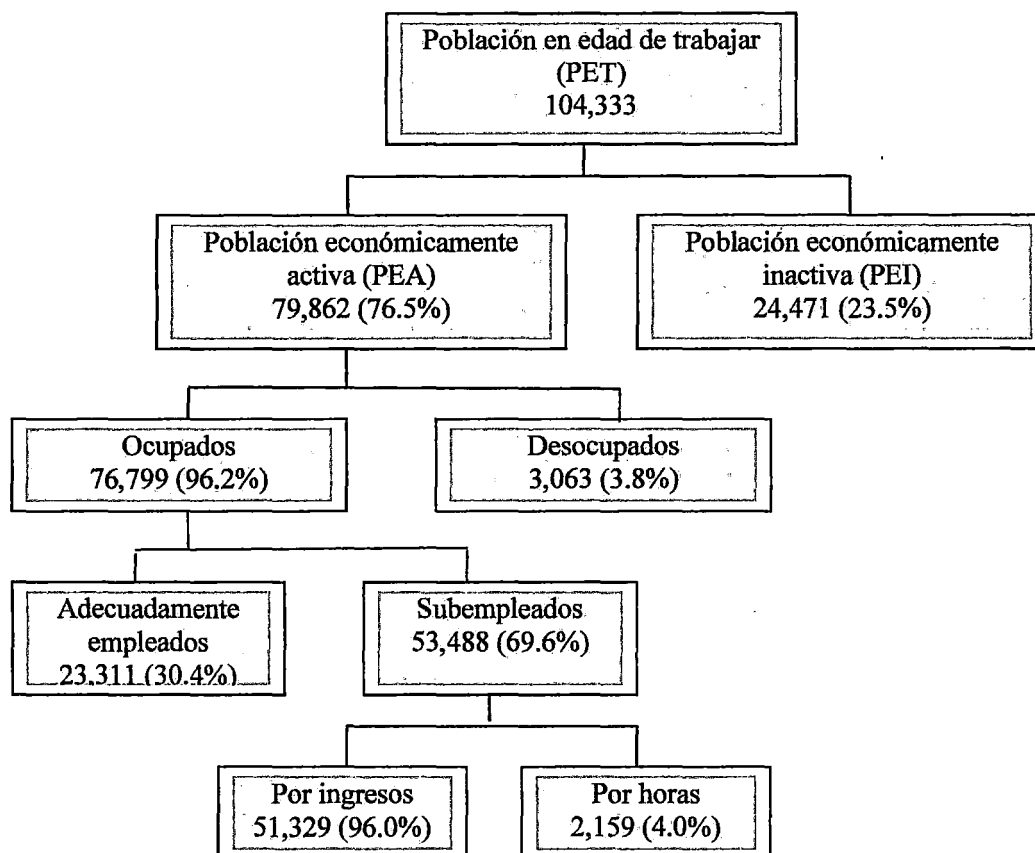 Población en edad de trabajar
(PET)
104,333
Población económicamente
activa (PEA)
79,862 (76.5%)
Población económicamente
inactiva (PEI)
24,471 (23.5%)
Ocupados
76,799 (96.2%)
Desocupados
3,063 (3.8%)
Adecuadamente
empleados
23,311 (30.4%)
Subempleados
53,488 (69.6%)
Por ingresos
51,329 (96.0%)
Por horas
2,159 (4.0%)